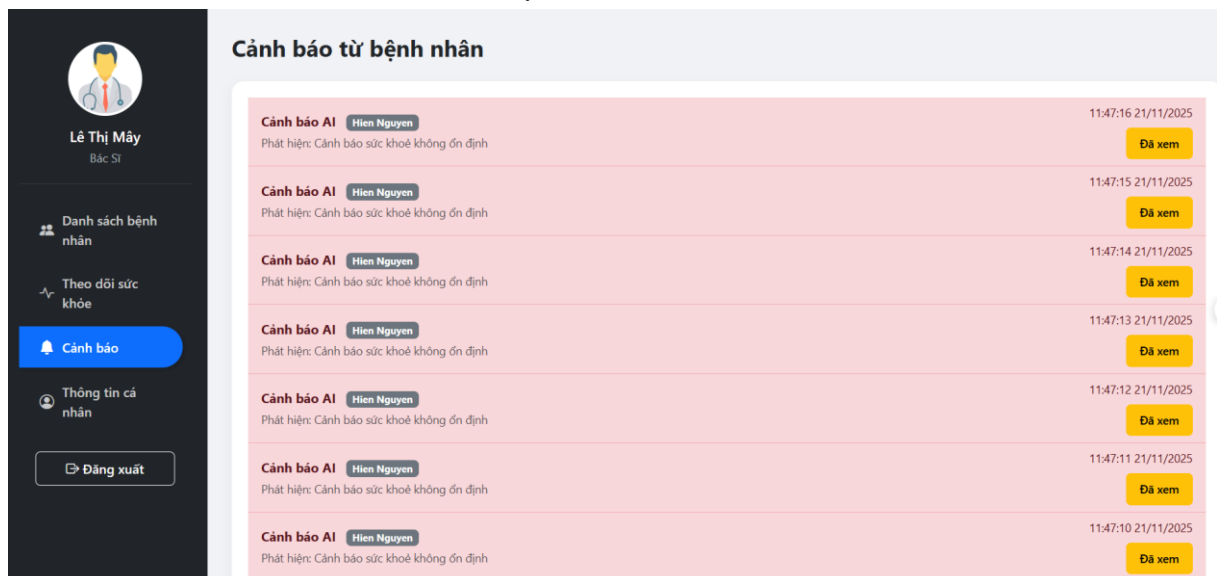 Cảnh báo từ bệnh nhân
Lê Thị Mây
Bác Sĩ
Danh sách bệnh
nhân
Theo dõi sức
khỏe
Cảnh báo
Thông tin cá
nhân
Đăng xuất
Cảnh báo AI Hien Nguyen 11:47:16 21/11/2025
Phát hiện: Cảnh báo sức khoẻ không ổn định Đã xem
Cảnh báo AI Hien Nguyen 11:47:15 21/11/2025
Phát hiện: Cảnh báo sức khoẻ không ổn định Đã xem
Cảnh báo AI Hien Nguyen 11:47:14 21/11/2025
Phát hiện: Cảnh báo sức khoẻ không ổn định Đã xem
Cảnh báo AI Hien Nguyen 11:47:13 21/11/2025
Phát hiện: Cảnh báo sức khoẻ không ổn định Đã xem
Cảnh báo AI Hien Nguyen 11:47:12 21/11/2025
Phát hiện: Cảnh báo sức khoẻ không ổn định Đã xem
Cảnh báo AI Hien Nguyen 11:47:11 21/11/2025
Phát hiện: Cảnh báo sức khoẻ không ổn định Đã xem
Cảnh báo AI Hien Nguyen 11:47:10 21/11/2025
Phát hiện: Cảnh báo sức khoẻ không ổn định Đã xem